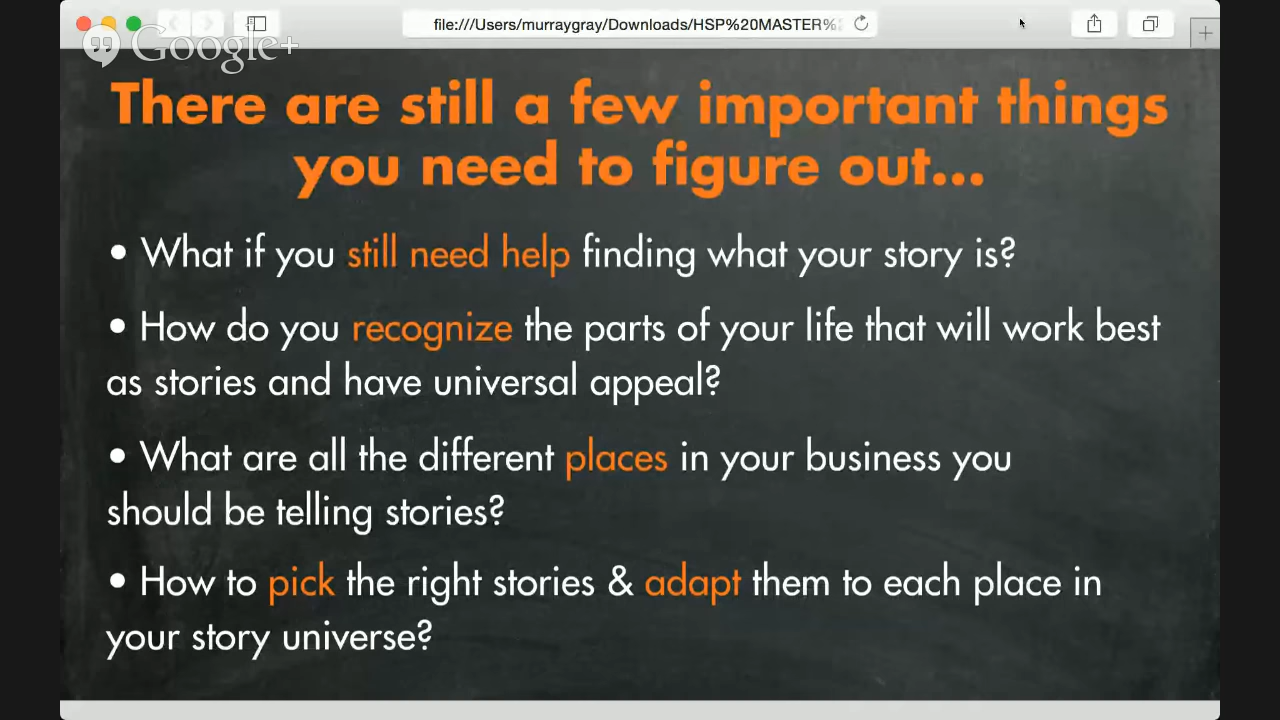 file:///Users/murraygray/Downloads/HSP%20MASTER%
Google+
There are still a few important things
you need to figure out...
• What if you still need help finding what your story is?
• How do you recognize the parts of your life that will work best
as stories and have universal appeal?
• What are all the different places in your business you
should be telling stories?
• How to pick the right stories & adapt them to each place in
your story universe?